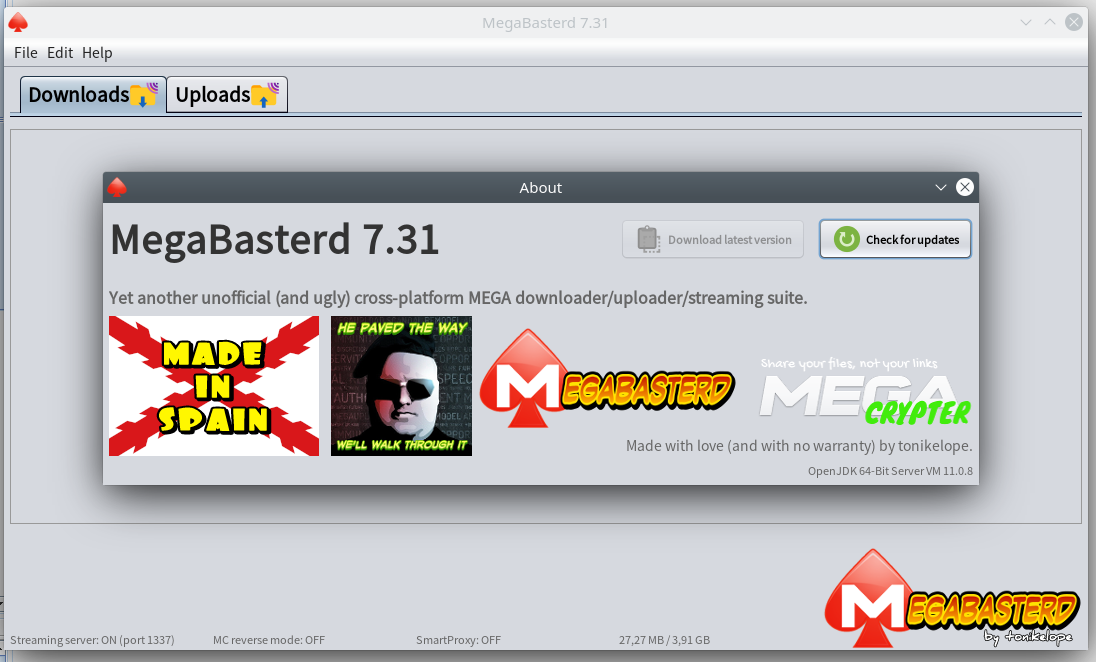 MegaBasterd 7.31
File Edit Help
Downloads Uploads
About
MegaBasterd 7.31
Download latest version
Check for updates
Yet another unofficial (and ugly) cross-platform MEGA downloader/uploader/streaming suite.
MADE
IN
SPAIN
HE PAVED THE WAY
WE'LL WALK THROUGH IT
MEGABASTERD
Share your files, not your links
MEGA
CRYPTER
Made with love (and with no warranty) by tonikelope.
OpenJDK 64-Bit Server VM 11.0.8
MEGABASTERD
by tonikelope
Streaming server: ON (port 1337) MC reverse mode: OFF SmartProxy: OFF 27,27 MB / 3,91 GB